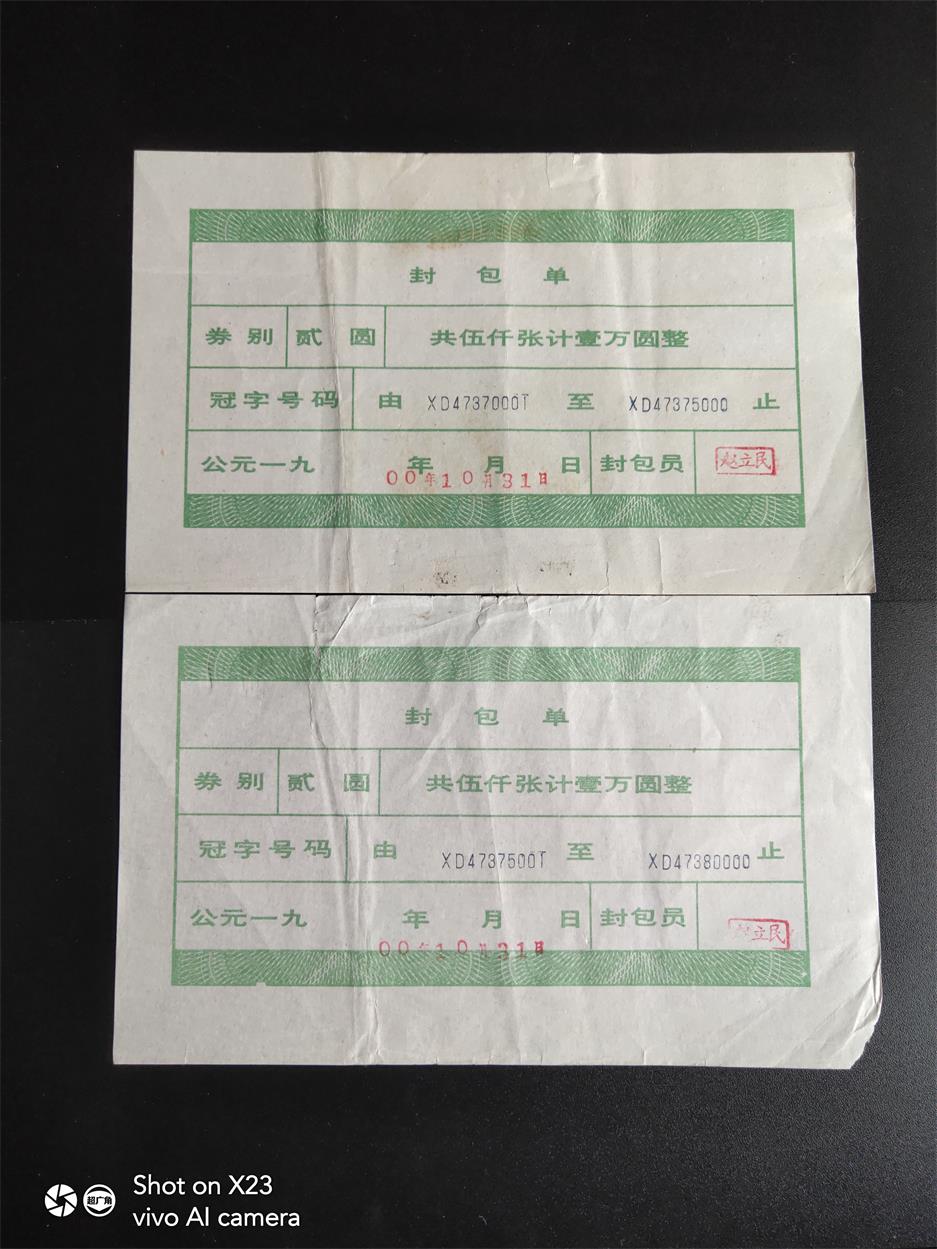 封包单
券别 贰圆 共伍仟张计壹万圆整
冠字号码 由 XD47370001 至 XD47375000 止
公元一九 年 月 日 封包员 赵立民
00年10月31日
封包单
券别 贰圆 共伍仟张计壹万圆整
冠字号码 由 XD47375001 至 XD47380000 止
公元一九 年 月 日 封包员 赵立民
00年10月31日
超广角
Shot on X23
vivo AI camera